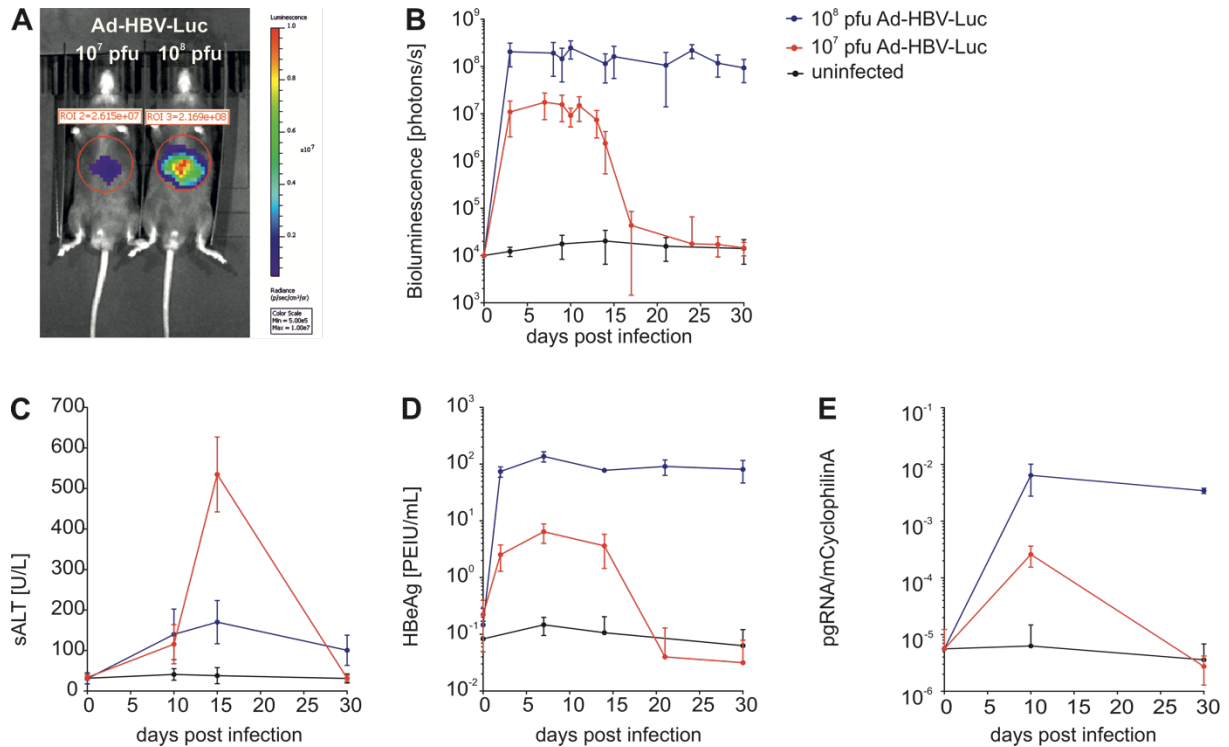 A
Ad-HBV-Luc
10⁷ pfu 10⁸ pfu
ROI 2=2.615e+07
ROI 3=2.169e+08
Luminescence
1.0
0.8
0.6
x10⁷
0.4
0.2
Radiance
(p/sec/cm²/sr)
Color Scale
Min = 5.00e5
Max = 1.00e7
B
Bioluminescence [photons/s]
10⁹
10⁸
10⁷
10⁶
10⁵
10⁴
10³
0 5 10 15 20 25 30
days post infection
10⁸ pfu Ad-HBV-Luc
10⁷ pfu Ad-HBV-Luc
uninfected
C
sALT [U/L]
700
600
500
400
300
200
100
0
0 10 15 20 30
days post infection
D
HBeAg [PEIU/mL]
10³
10²
10¹
10⁰
10⁻¹
10⁻²
0 5 10 15 20 25 30
days post infection
E
pgRNA/mCyclophilinA
10⁻¹
10⁻²
10⁻³
10⁻⁴
10⁻⁵
10⁻⁶
0 10 20 30
days post infection